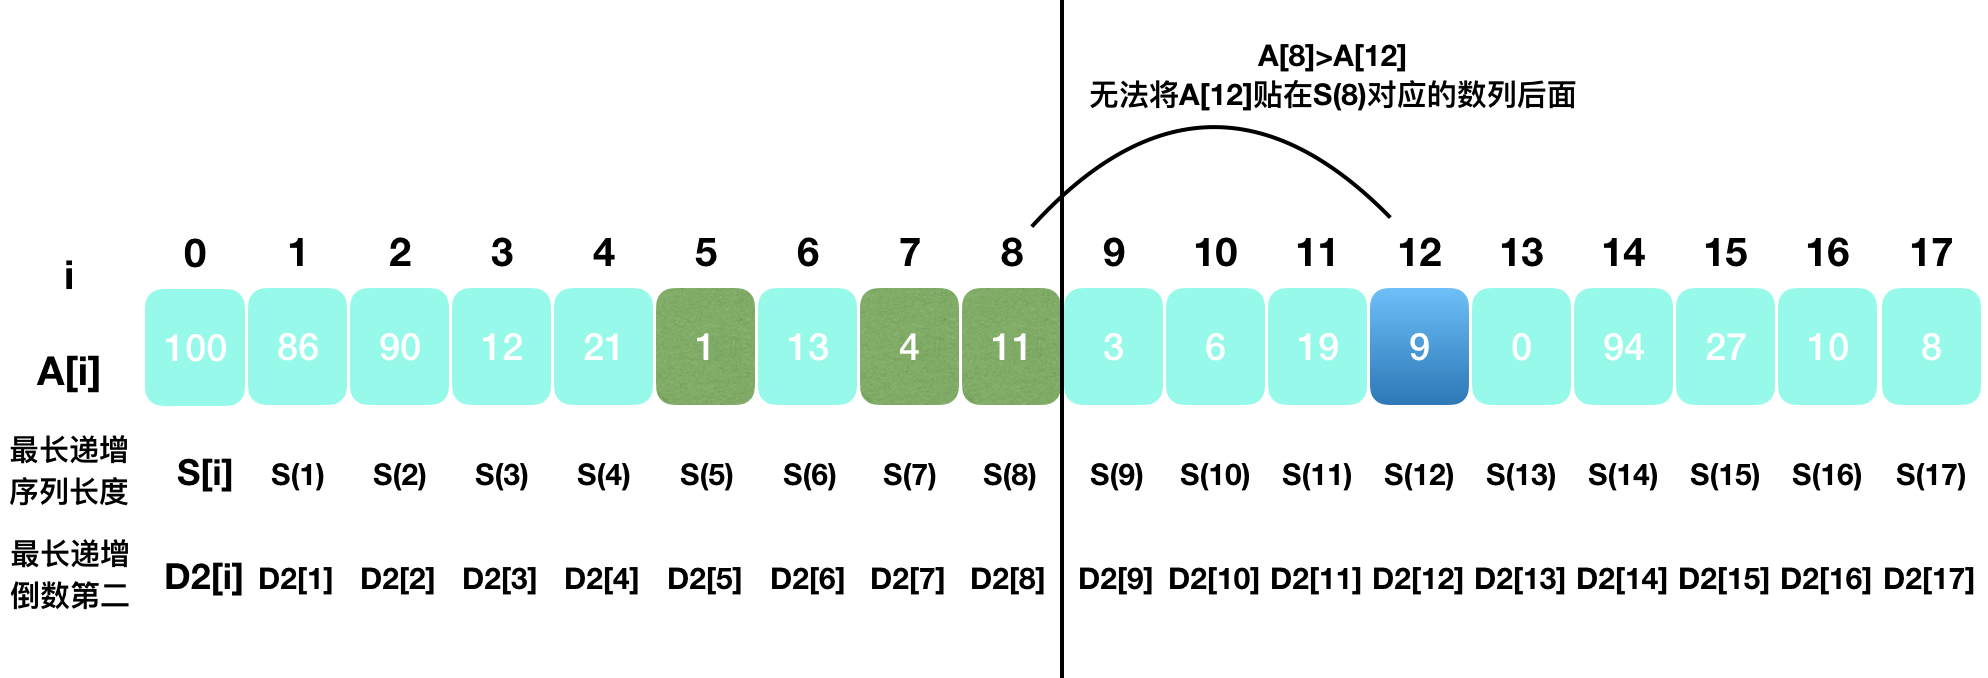 A[8]>A[12]
无法将A[12]贴在S(8)对应的数列后面
i 0 1 2 3 4 5 6 7 8 9 10 11 12 13 14 15 16 17
A[i] 100 86 90 12 21 1 13 4 11 3 6 19 9 0 94 27 10 8
最长递增
序列长度 S[i] S(1) S(2) S(3) S(4) S(5) S(6) S(7) S(8) S(9) S(10) S(11) S(12) S(13) S(14) S(15) S(16) S(17)
最长递增
倒数第二 D2[i] D2[1] D2[2] D2[3] D2[4] D2[5] D2[6] D2[7] D2[8] D2[9] D2[10] D2[11] D2[12] D2[13] D2[14] D2[15] D2[16] D2[17]